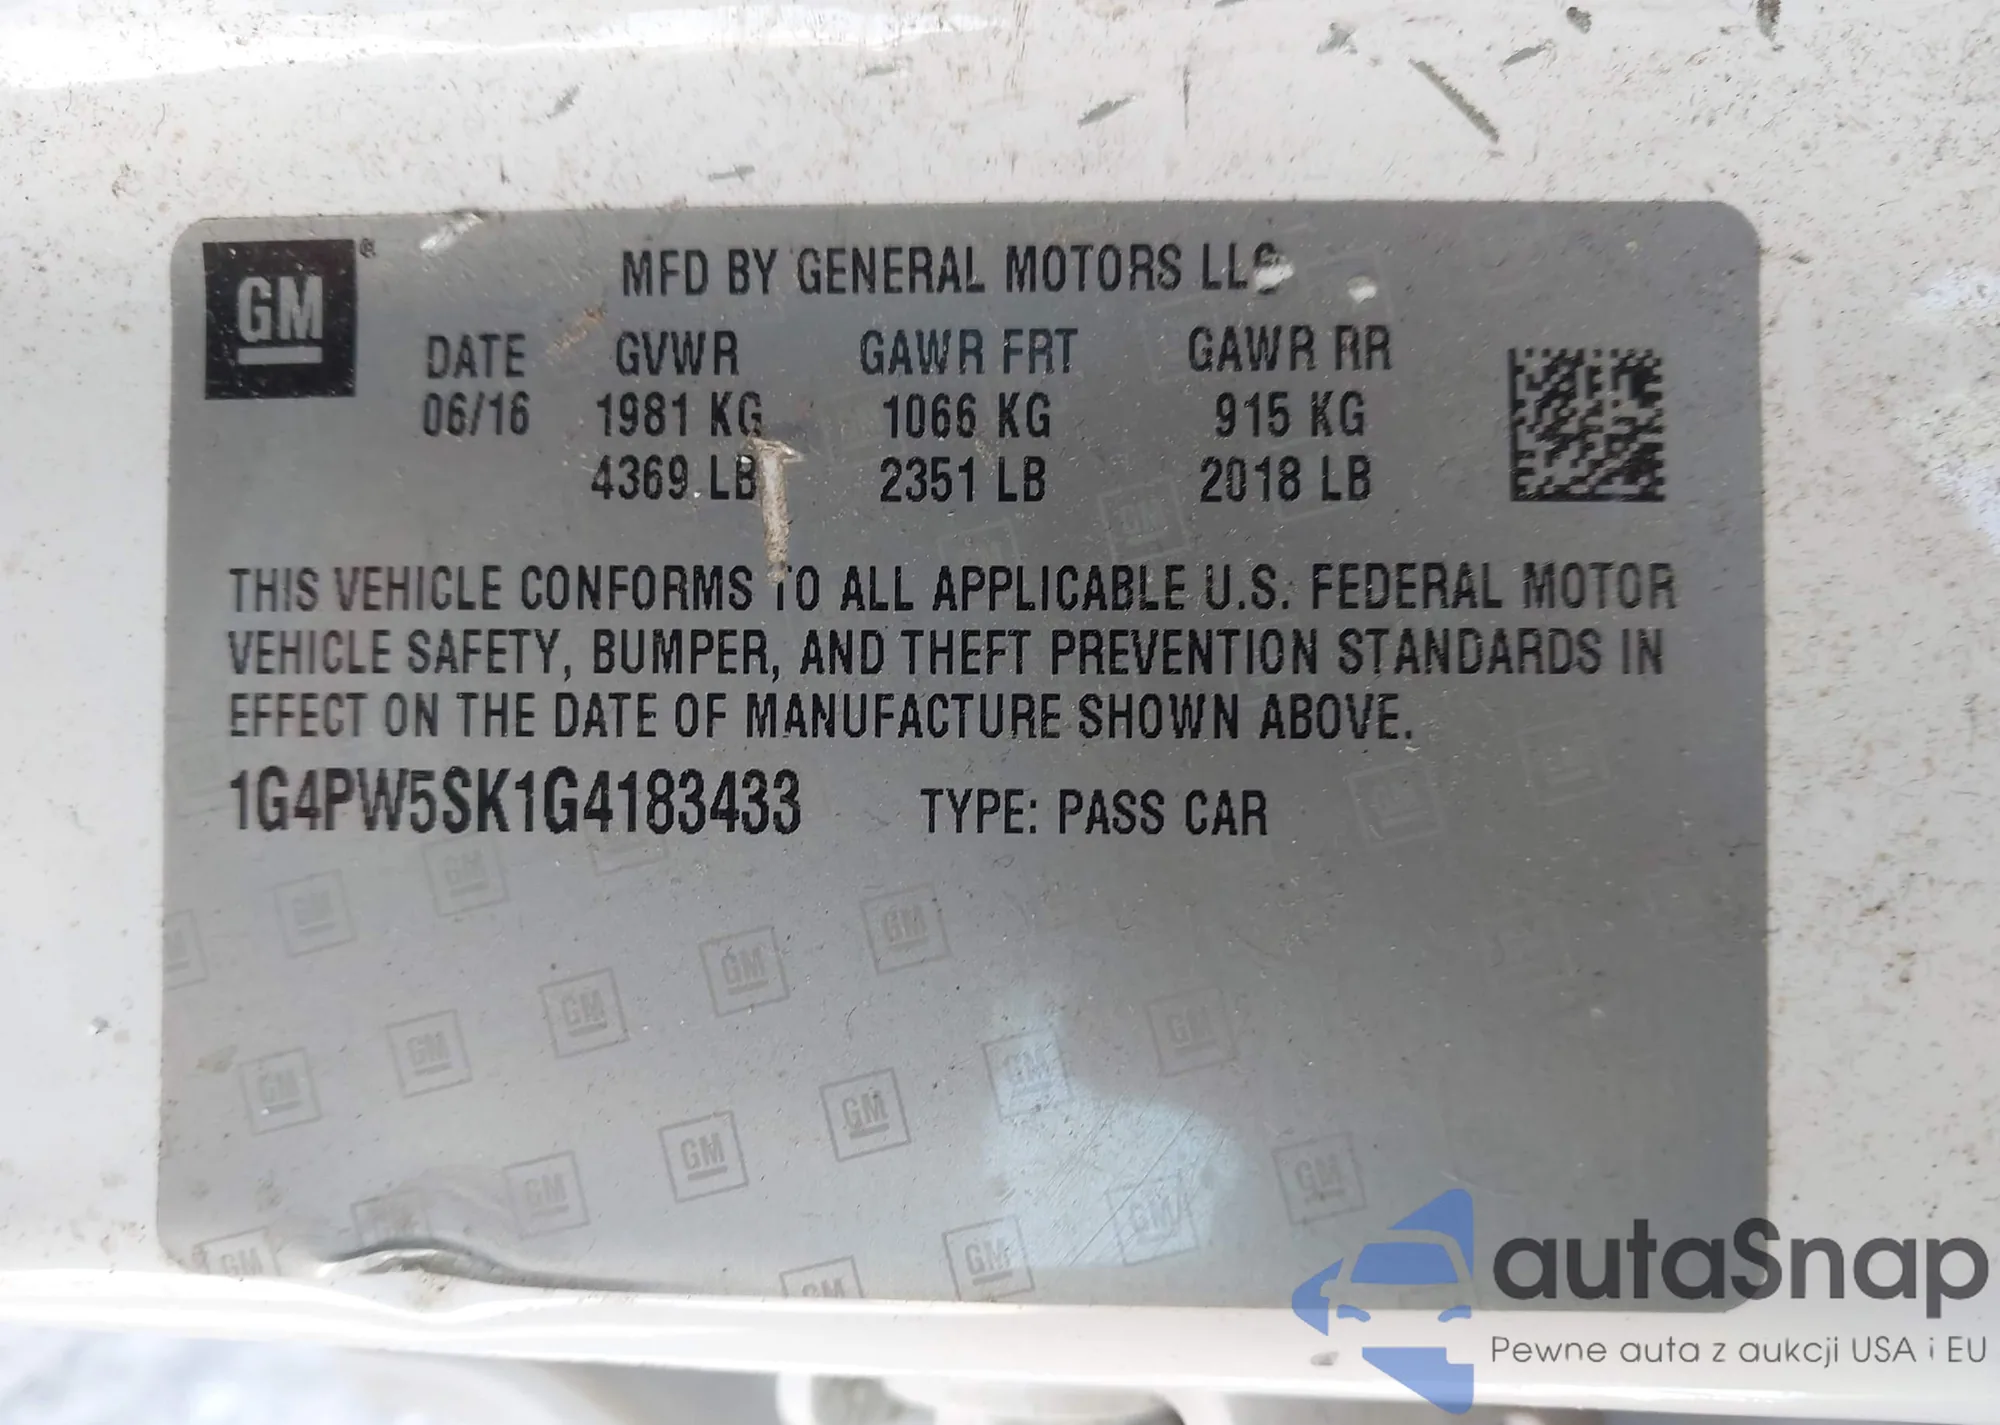 GM®
MFD BY GENERAL MOTORS LLC
DATE GVWR GAWR FRT GAWR RR
06/16 1981 KG 1066 KG 915 KG
4369 LB 2351 LB 2018 LB
THIS VEHICLE CONFORMS TO ALL APPLICABLE U.S. FEDERAL MOTOR
VEHICLE SAFETY, BUMPER, AND THEFT PREVENTION STANDARDS IN
EFFECT ON THE DATE OF MANUFACTURE SHOWN ABOVE.
1G4PW5SK1G4183433 TYPE: PASS CAR
autaSnap
Pewne auta z aukcji USA i EU